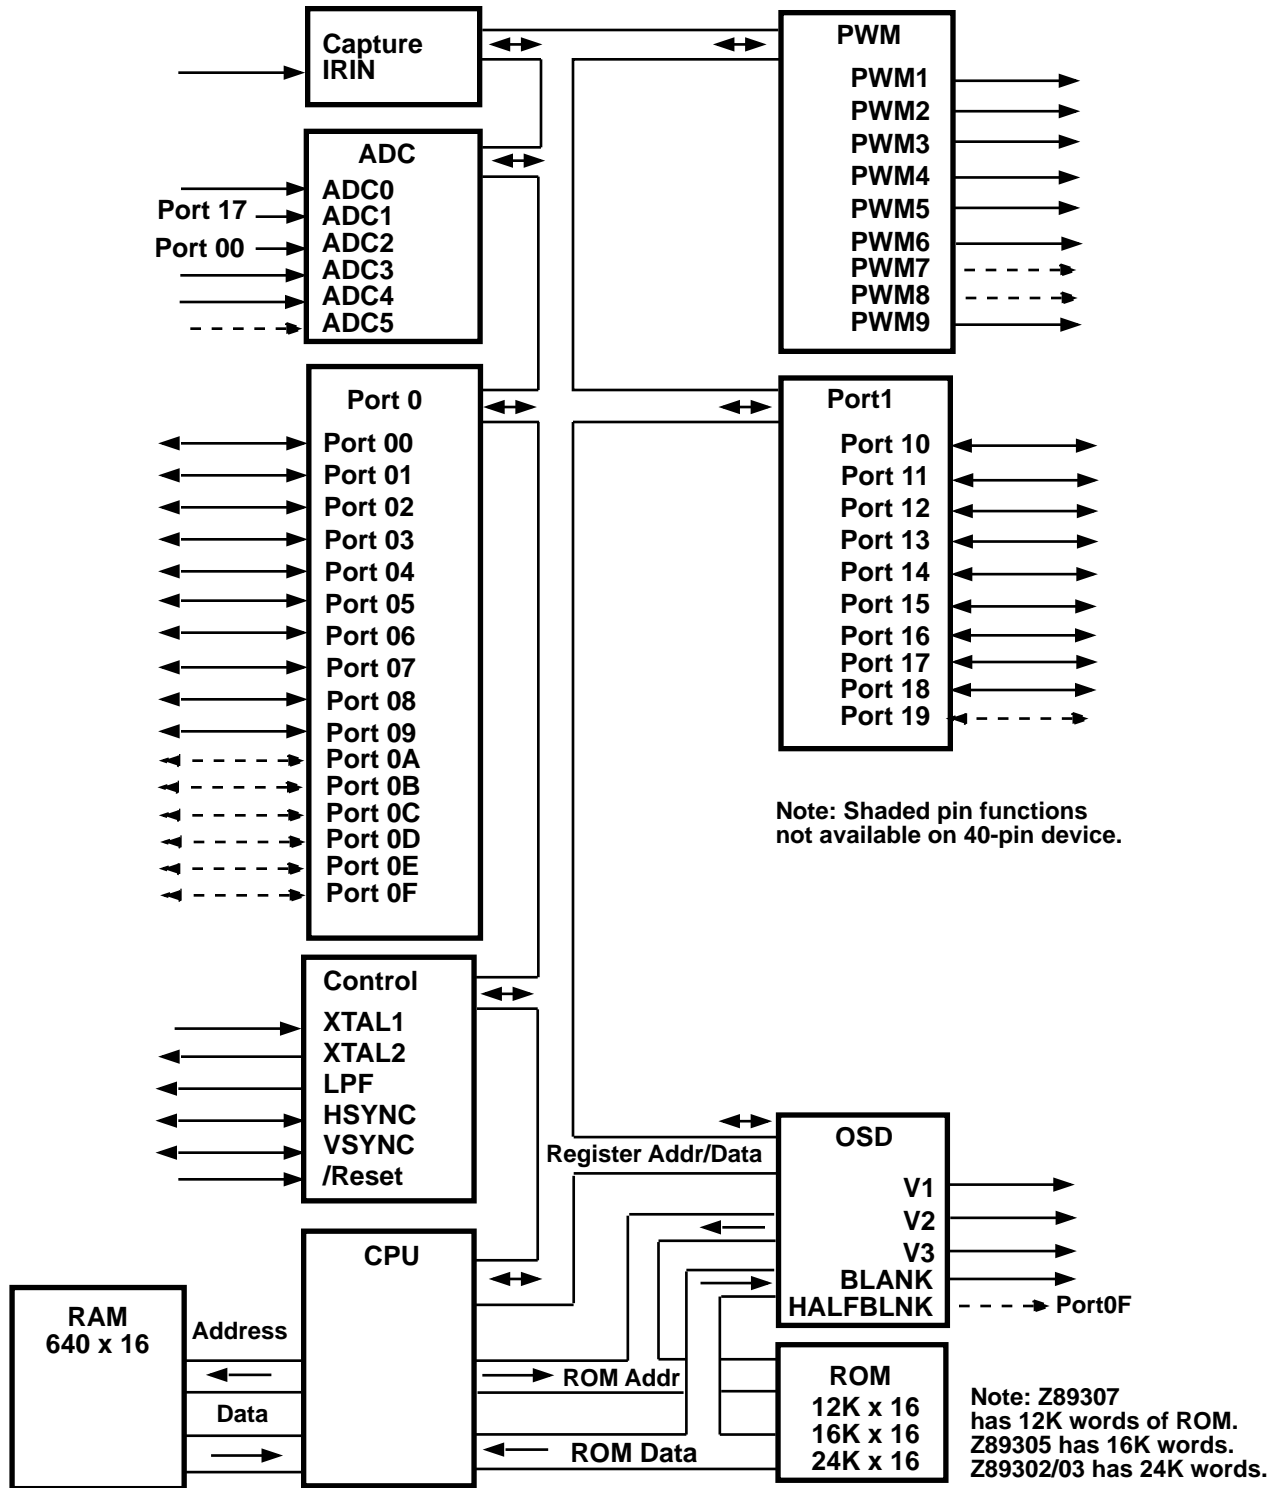 Capture
IRIN
ADC
ADC0
Port 17
ADC1
Port 00
ADC2
ADC3
ADC4
ADC5
Port 0
Port 00
Port 01
Port 02
Port 03
Port 04
Port 05
Port 06
Port 07
Port 08
Port 09
Port 0A
Port 0B
Port 0C
Port 0D
Port 0E
Port 0F
Control
XTAL1
XTAL2
LPF
HSYNC
VSYNC
/Reset
CPU
RAM
640 x 16
Address
Data
PWM
PWM1
PWM2
PWM3
PWM4
PWM5
PWM6
PWM7
PWM8
PWM9
Port1
Port 10
Port 11
Port 12
Port 13
Port 14
Port 15
Port 16
Port 17
Port 18
Port 19
Note: Shaded pin functions
not available on 40-pin device.
Register Addr/Data
OSD
V1
V2
V3
BLANK
HALFBLNK
Port0F
ROM Addr
ROM Data
ROM
12K x 16
16K x 16
24K x 16
Note: Z89307
has 12K words of ROM.
Z89305 has 16K words.
Z89302/03 has 24K words.